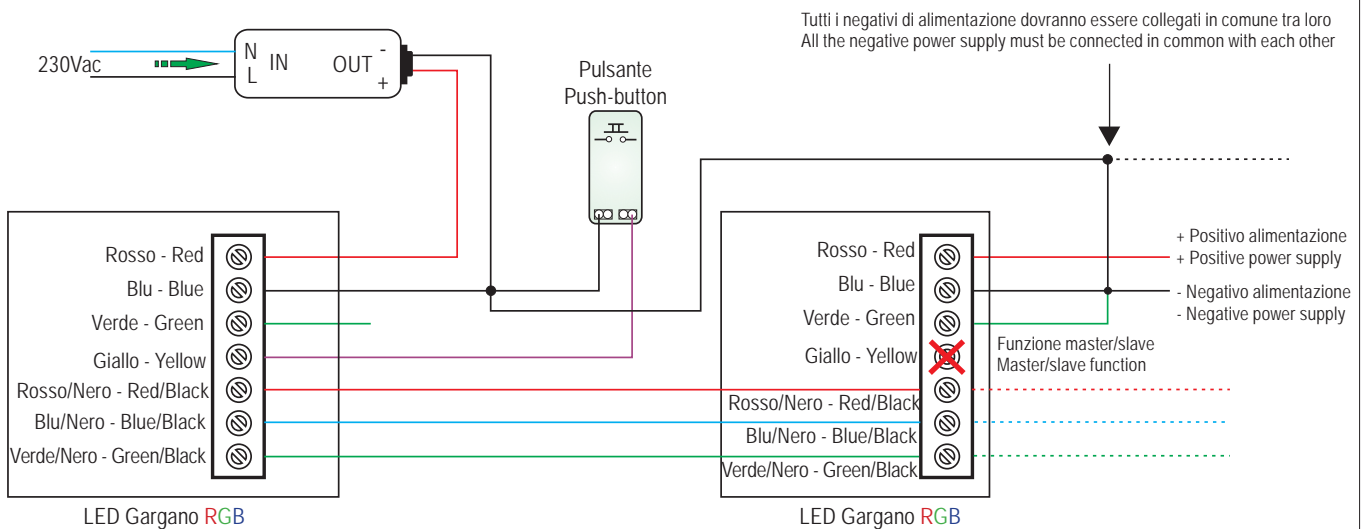 Tutti i negativi di alimentazione dovranno essere collegati in comune tra loro
All the negative power supply must be connected in common with each other
230Vac
N
L
IN
OUT
-
+
Pulsante
Push-button
Rosso - Red
Blu - Blue
Verde - Green
Giallo - Yellow
Rosso/Nero - Red/Black
Blu/Nero - Blue/Black
Verde/Nero - Green/Black
LED Gargano RGB
Rosso - Red
Blu - Blue
Verde - Green
Giallo - Yellow
Rosso/Nero - Red/Black
Blu/Nero - Blue/Black
Verde/Nero - Green/Black
+ Positivo alimentazione
+ Positive power supply
- Negativo alimentazione
- Negative power supply
Funzione master/slave
Master/slave function
LED Gargano RGB